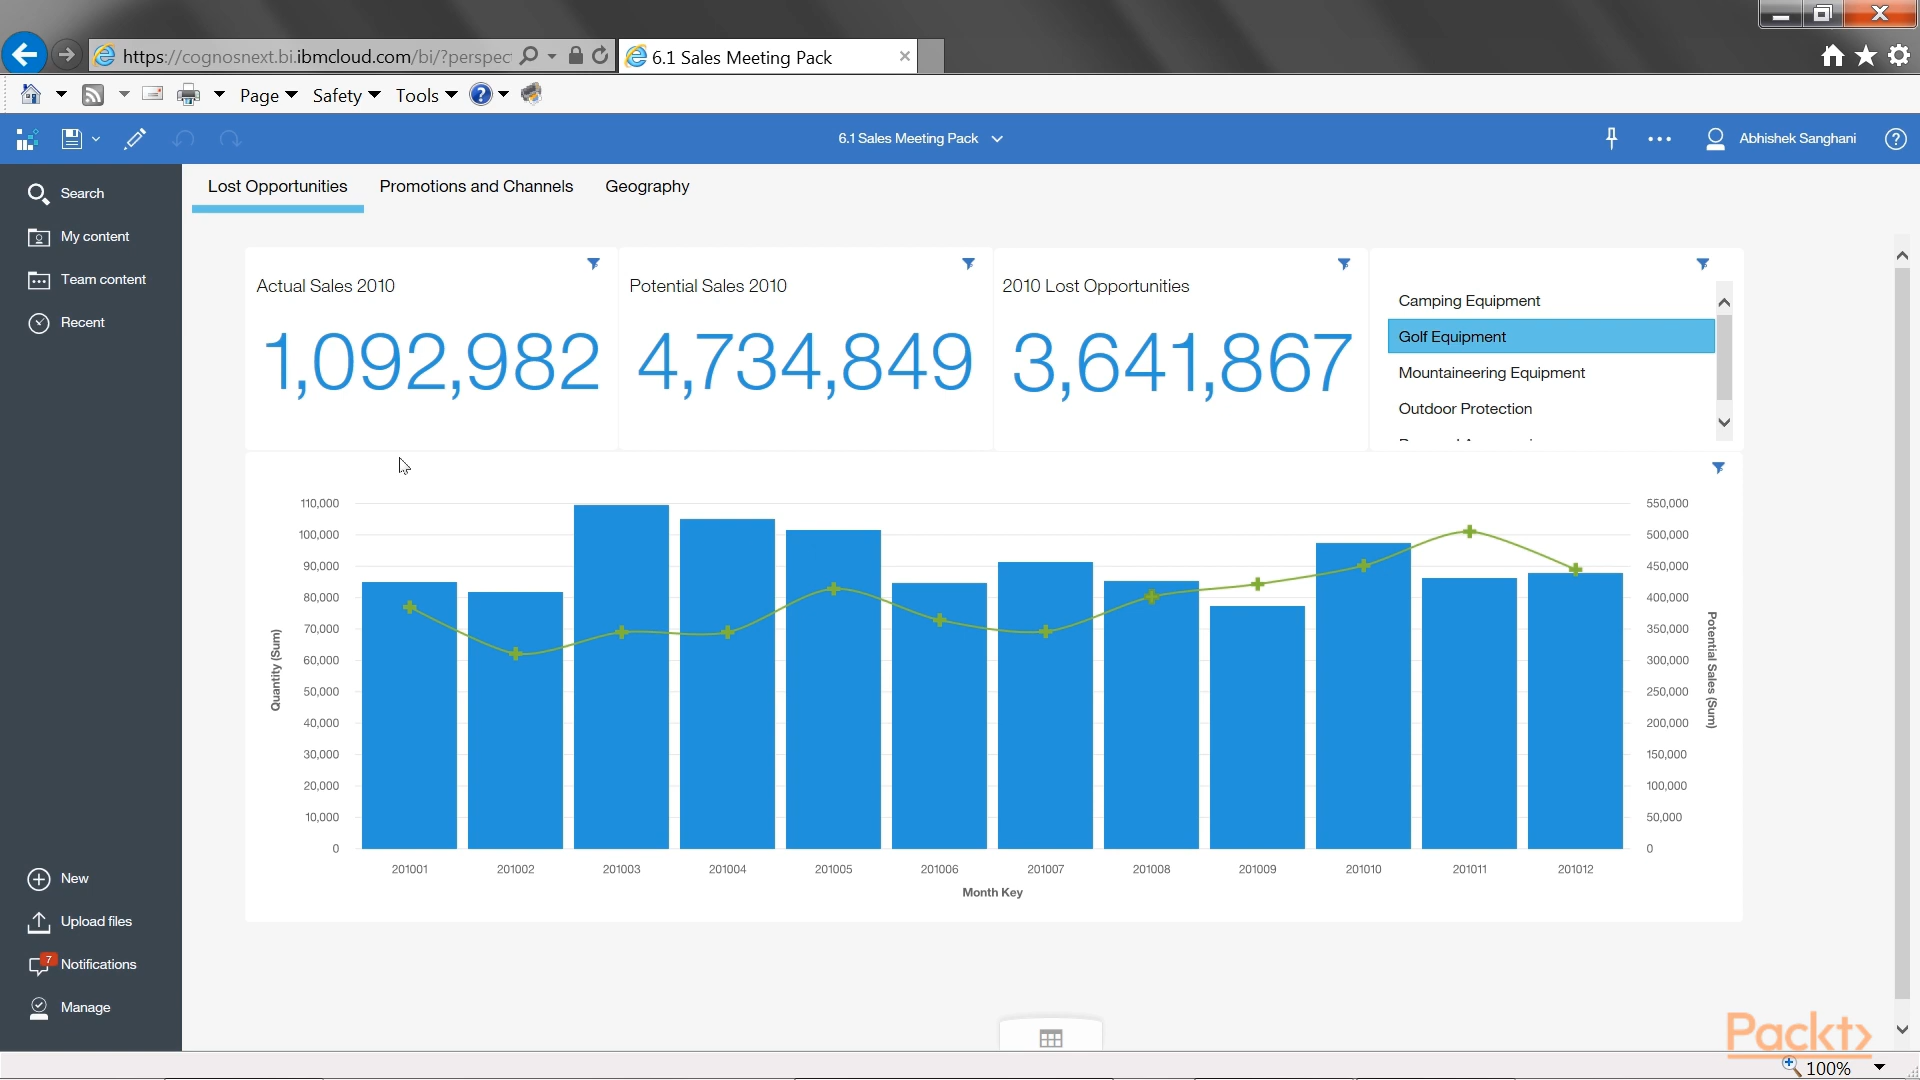 https://cognosnext.bi.ibmcloud.com/bi/?perspec
6.1 Sales Meeting Pack
Page
Safety
Tools
6.1 Sales Meeting Pack
Abhishek Sanghani
Search
My content
Team content
Recent
New
Upload files
7
Notifications
Manage
Lost Opportunities
Promotions and Channels
Geography
Actual Sales 2010
1,092,982
Potential Sales 2010
4,734,849
2010 Lost Opportunities
3,641,867
Camping Equipment
Golf Equipment
Mountaineering Equipment
Outdoor Protection
Quantity (Sum)
110,000
100,000
90,000
80,000
70,000
60,000
50,000
40,000
30,000
20,000
10,000
0
550,000
500,000
450,000
400,000
350,000
300,000
250,000
200,000
150,000
100,000
50,000
0
Potential Sales (Sum)
201001 201002 201003 201004 201005 201006 201007 201008 201009 201010 201011 201012
Month Key
Packt>
100%